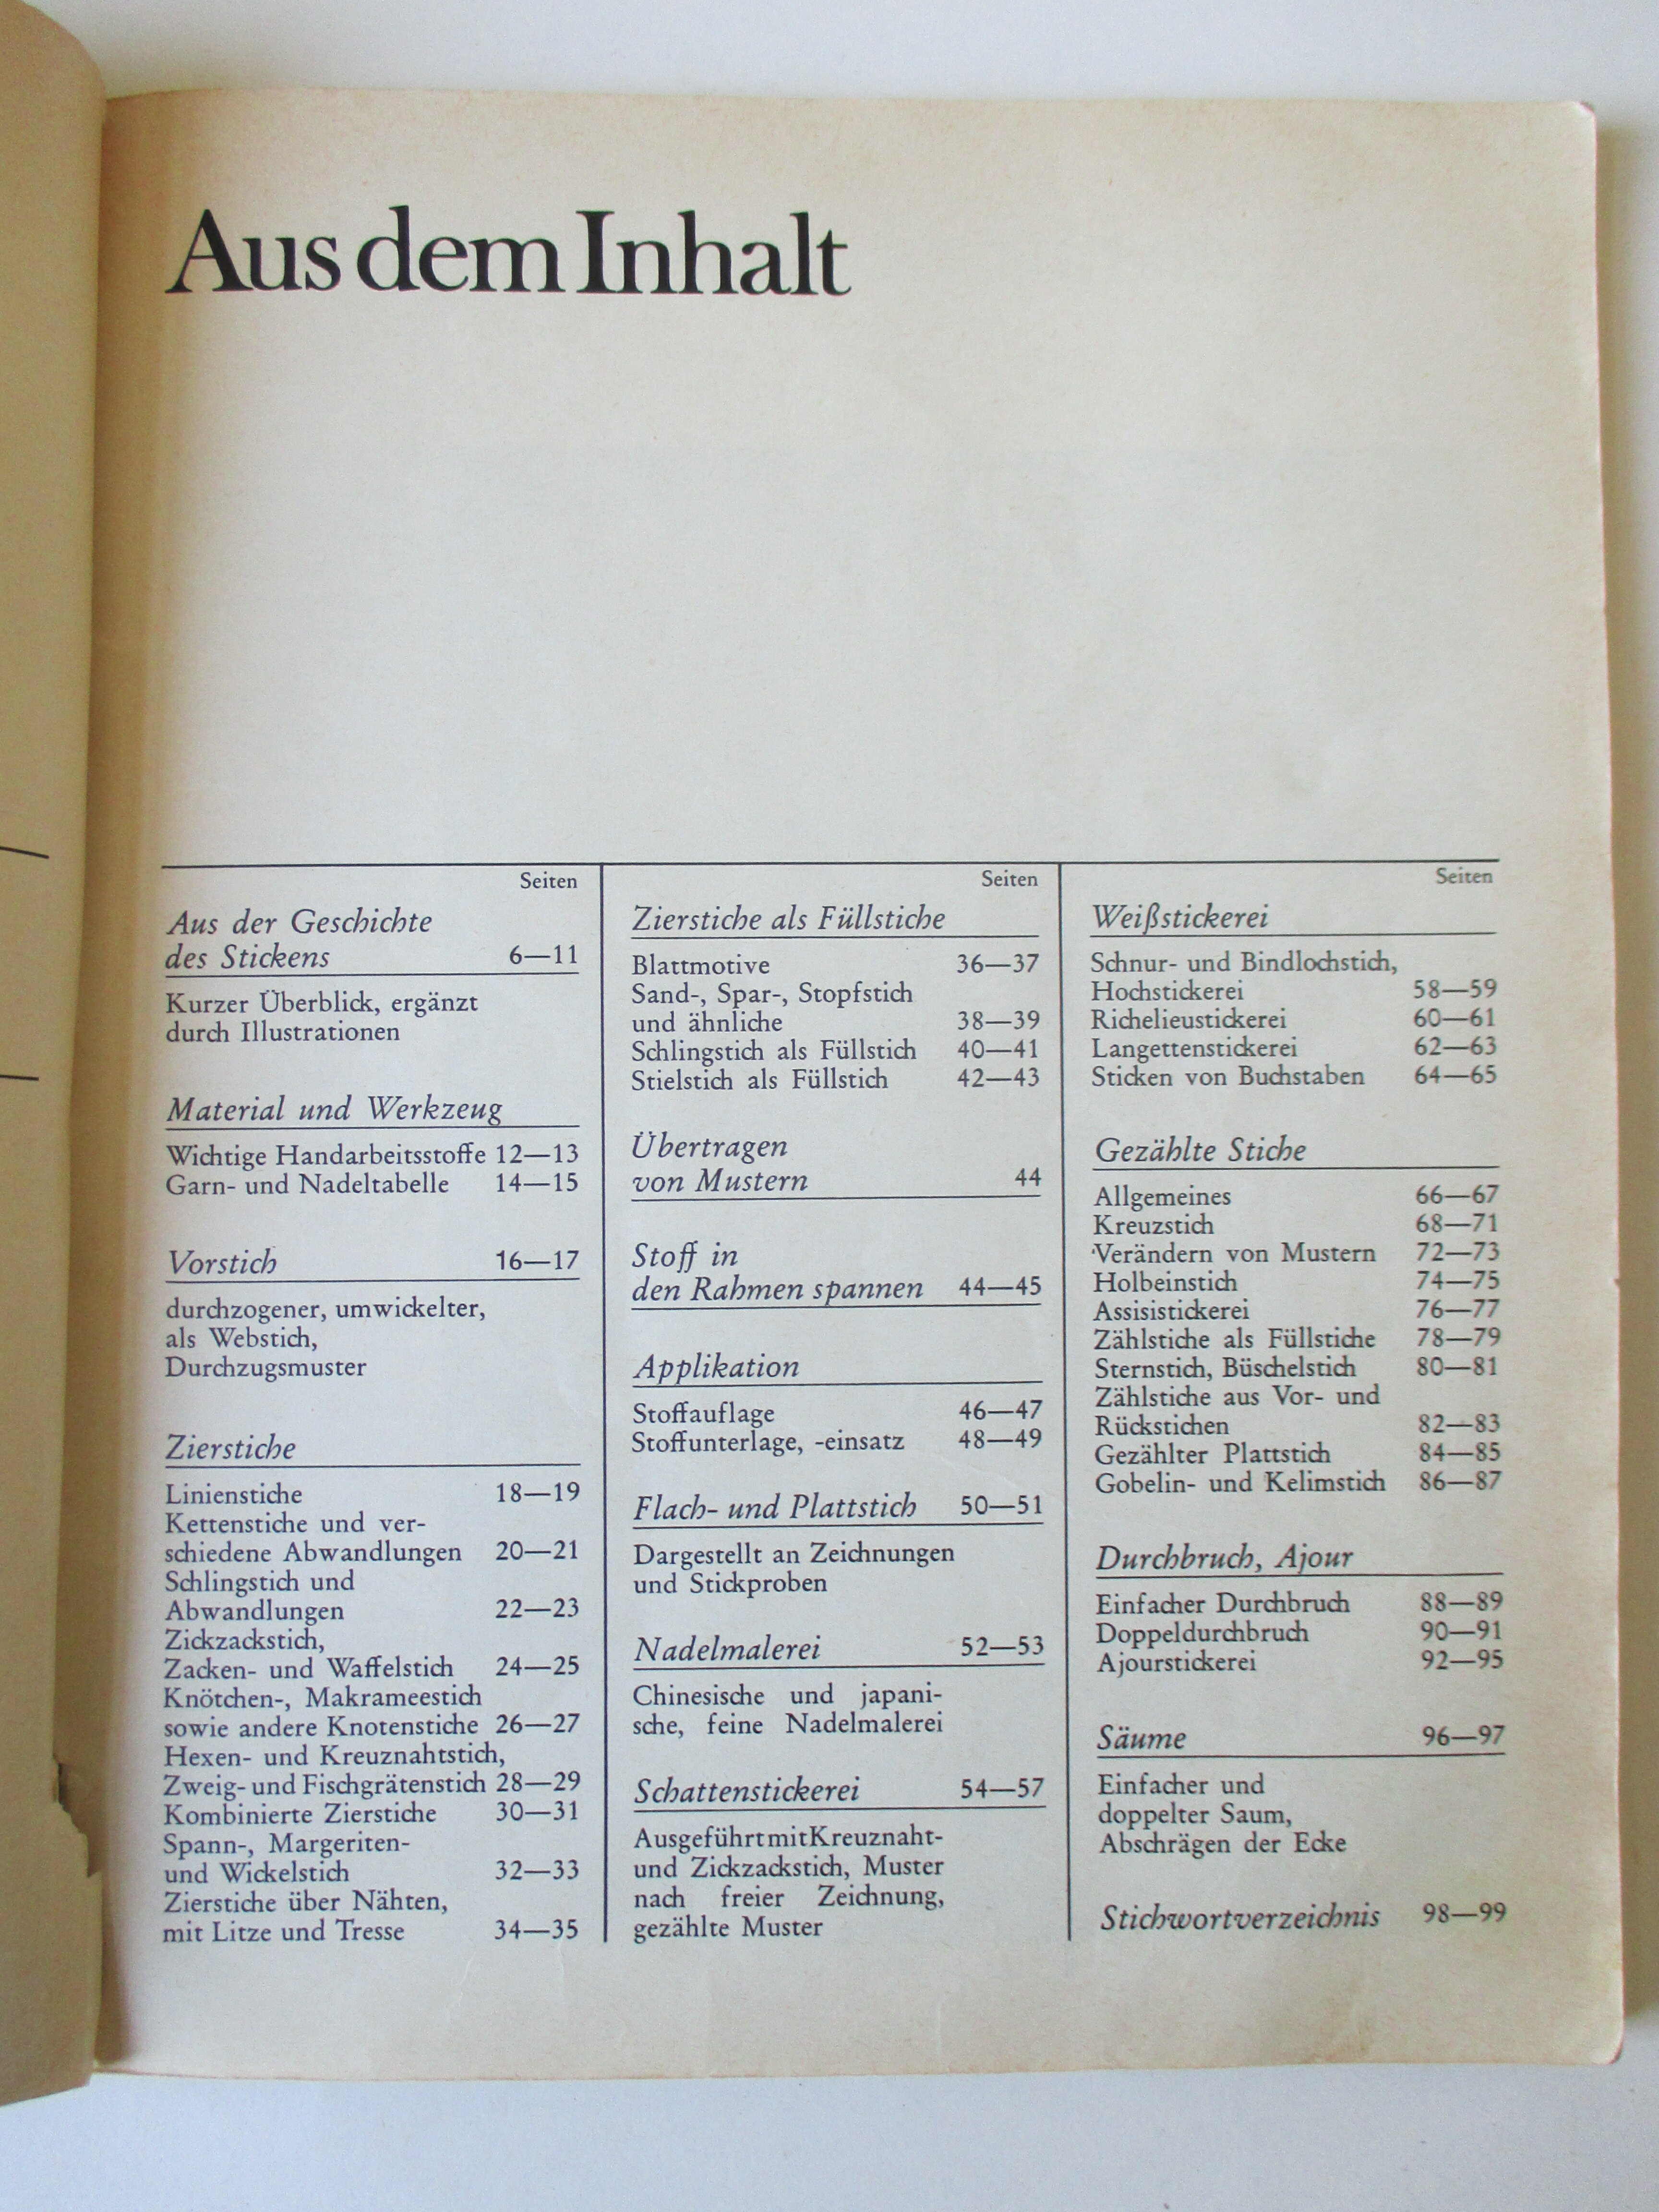 Aus dem Inhalt
Seiten
Aus der Geschichte
des Stickens 6—11
Kurzer Überblick, ergänzt
durch Illustrationen
Material und Werkzeug
Wichtige Handarbeitsstoffe 12—13
Garn- und Nadeltabelle 14—15
Vorstich 16—17
durchzogener, umwickelter,
als Webstich,
Durchzugsmuster
Zierstiche
Linienstiche 18—19
Kettenstiche und ver-
schiedene Abwandlungen 20—21
Schlingstich und
Abwandlungen 22—23
Zickzackstich,
Zacken- und Waffelstich 24—25
Knötchen-, Makrameestich
sowie andere Knotenstiche 26—27
Hexen- und Kreuznahtstich,
Zweig- und Fischgrätenstich 28—29
Kombinierte Zierstiche 30—31
Spann-, Margeriten-
und Wickelstich 32—33
Zierstiche über Nähten,
mit Litze und Tresse 34—35
Seiten
Zierstiche als Füllstiche
Blattmotive 36—37
Sand-, Spar-, Stopfstich
und ähnliche 38—39
Schlingstich als Füllstich 40—41
Stielstich als Füllstich 42—43
Übertragen
von Mustern 44
Stoff in
den Rahmen spannen 44—45
Applikation
Stoffauflage 46—47
Stoffunterlage, -einsatz 48—49
Flach- und Plattstich 50—51
Dargestellt an Zeichnungen
und Stickproben
Nadelmalerei 52—53
Chinesische und japani-
sche, feine Nadelmalerei
Schattenstickerei 54—57
Ausgeführt mit Kreuznaht-
und Zickzackstich, Muster
nach freier Zeichnung,
gezählte Muster
Seiten
Weißstickerei
Schnur- und Bindlochstich,
Hochstickerei 58—59
Richelieustickerei 60—61
Langettenstickerei 62—63
Sticken von Buchstaben 64—65
Gezählte Stiche
Allgemeines 66—67
Kreuzstich 68—71
Verändern von Mustern 72—73
Holbeinstich 74—75
Assisistickerei 76—77
Zählstiche als Füllstiche 78—79
Sternstich, Büschelstich 80—81
Zählstiche aus Vor- und
Rückstichen 82—83
Gezählter Plattstich 84—85
Gobelin- und Kelimstich 86—87
Durchbruch, Ajour
Einfacher Durchbruch 88—89
Doppeldurchbruch 90—91
Ajourstickerei 92—95
Säume 96—97
Einfacher und
doppelter Saum,
Abschrägen der Ecke
Stichwortverzeichnis 98—99